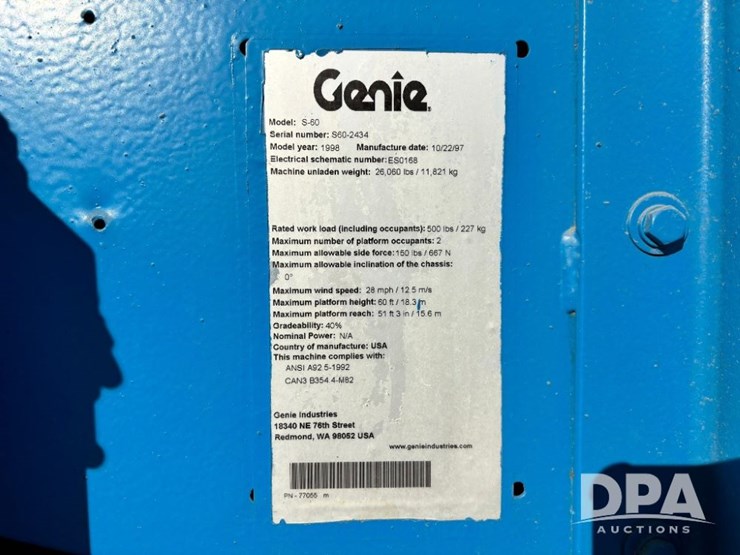 Genie
Model: S-60
Serial number: S60-2434
Model year: 1998 Manufacture date: 10/22/97
Electrical schematic number: ES0168
Machine unladen weight: 26,060 lbs / 11,821 kg
Rated work load (including occupants): 500 lbs / 227 kg
Maximum number of platform occupants: 2
Maximum allowable side force: 150 lbs / 667 N
Maximum allowable inclination of the chassis:
0°
Maximum wind speed: 28 mph / 12.5 m/s
Maximum platform height: 60 ft / 18.3 m
Maximum platform reach: 51 ft 3 in / 15.6 m
Gradeability: 40%
Nominal Power: N/A
Country of manufacture: USA
This machine complies with:
ANSI A92.5-1992
CAN3 B354.4-M82
Genie Industries
18340 NE 76th Street
Redmond, WA 98052 USA
www.genieindustries.com
PN - 77055 m
DPA
AUCTIONS